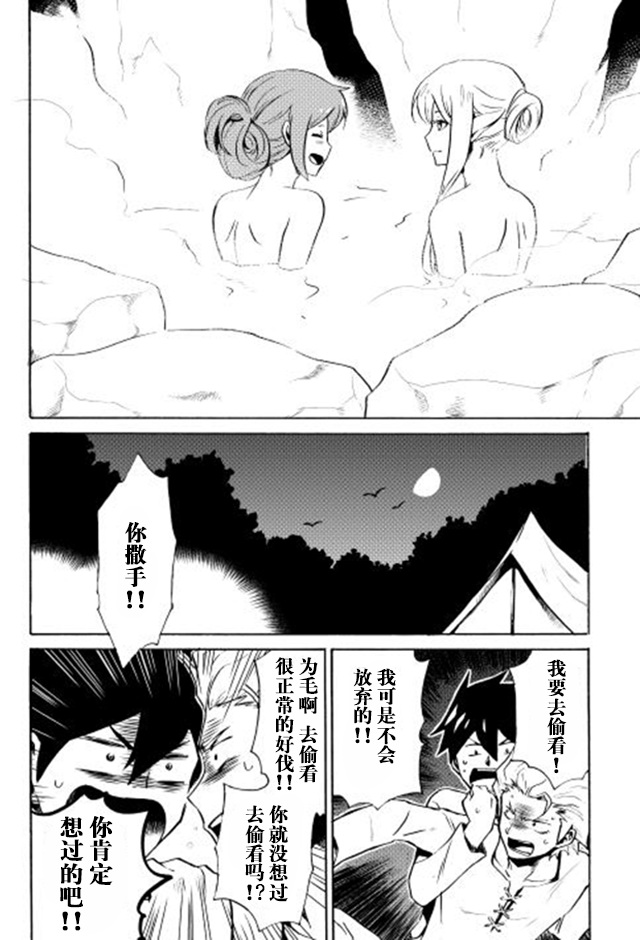 你撒手!!
我要去偷看!
我可是不会
放弃的!!
为毛啊 去偷看
很正常的好伐!!
你就没想过
去偷看吗!?
你肯定
想过的吧!!